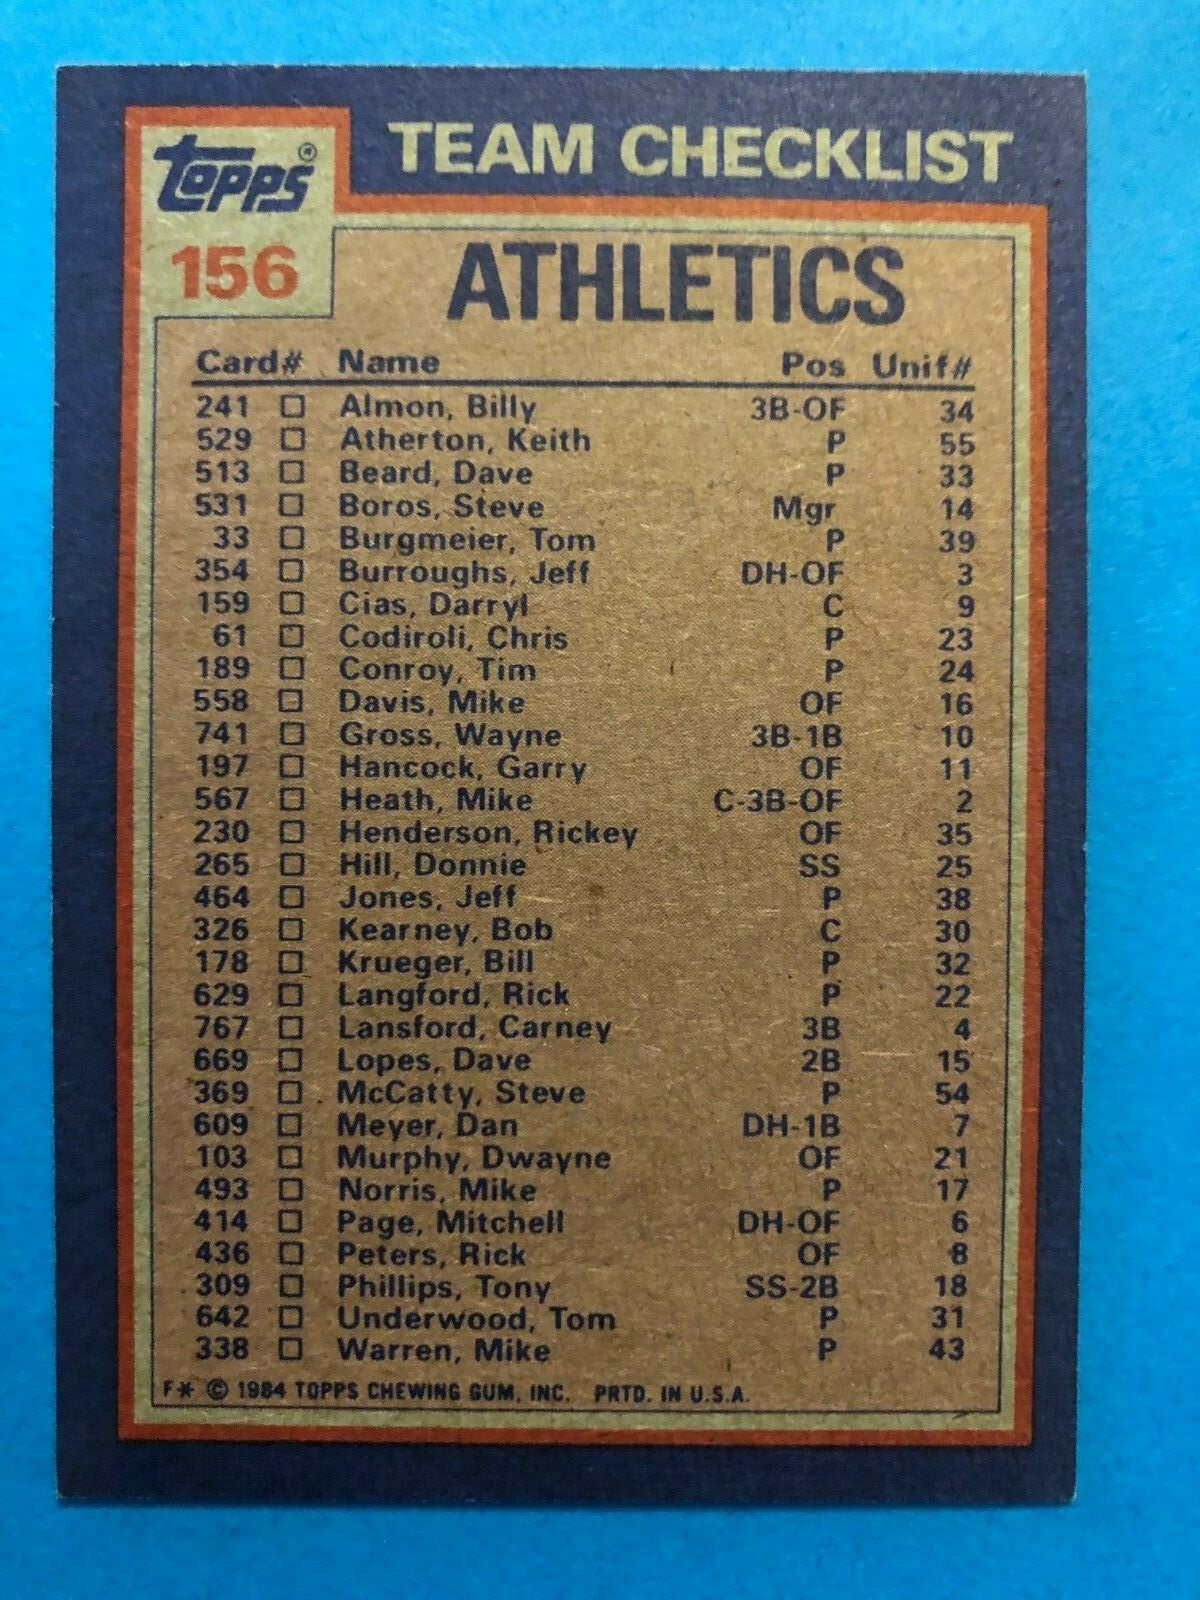 topps®
TEAM CHECKLIST
156
ATHLETICS
Card# Name Pos Unif#
241 Almon, Billy 3B-OF 34
529 Atherton, Keith P 55
513 Beard, Dave P 33
531 Boros, Steve Mgr 14
33 Burgmeier, Tom P 39
354 Burroughs, Jeff DH-OF 3
159 Cias, Darryl C 9
61 Codiroli, Chris P 23
189 Conroy, Tim P 24
558 Davis, Mike OF 16
741 Gross, Wayne 3B-1B 10
197 Hancock, Garry OF 11
567 Heath, Mike C-3B-OF 2
230 Henderson, Rickey OF 35
265 Hill, Donnie SS 25
464 Jones, Jeff P 38
326 Kearney, Bob C 30
178 Krueger, Bill P 32
629 Langford, Rick P 22
767 Lansford, Carney 3B 4
669 Lopes, Dave 2B 15
369 McCatty, Steve P 54
609 Meyer, Dan DH-1B 7
103 Murphy, Dwayne OF 21
493 Norris, Mike P 17
414 Page, Mitchell DH-OF 6
436 Peters, Rick OF 8
309 Phillips, Tony SS-2B 18
642 Underwood, Tom P 31
338 Warren, Mike P 43
F* © 1984 TOPPS CHEWING GUM, INC. PRTD. IN U.S.A.